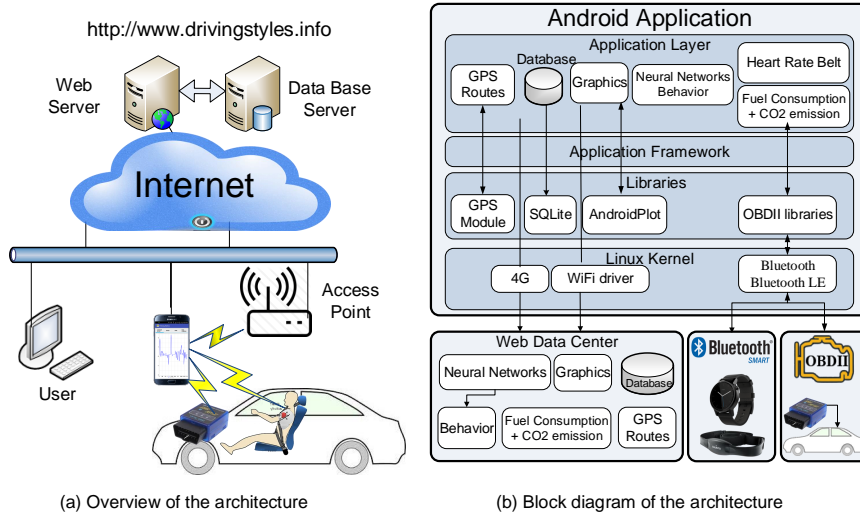 http://www.drivingstyles.info
Web
Server
Data Base
Server
Internet
Access
Point
User
(a) Overview of the architecture
Android Application
Application Layer
GPS
Routes
Database
Graphics
Neural Networks
Behavior
Heart Rate Belt
Fuel Consumption
+ CO2 emission
Application Framework
Libraries
GPS
Module
SQLite
AndroidPlot
OBDII libraries
Linux Kernel
4G
WiFi driver
Bluetooth
Bluetooth LE
Web Data Center
Neural Networks
Graphics
Database
Behavior
Fuel Consumption
+ CO2 emission
GPS
Routes
Bluetooth
SMART
OBDII
(b) Block diagram of the architecture